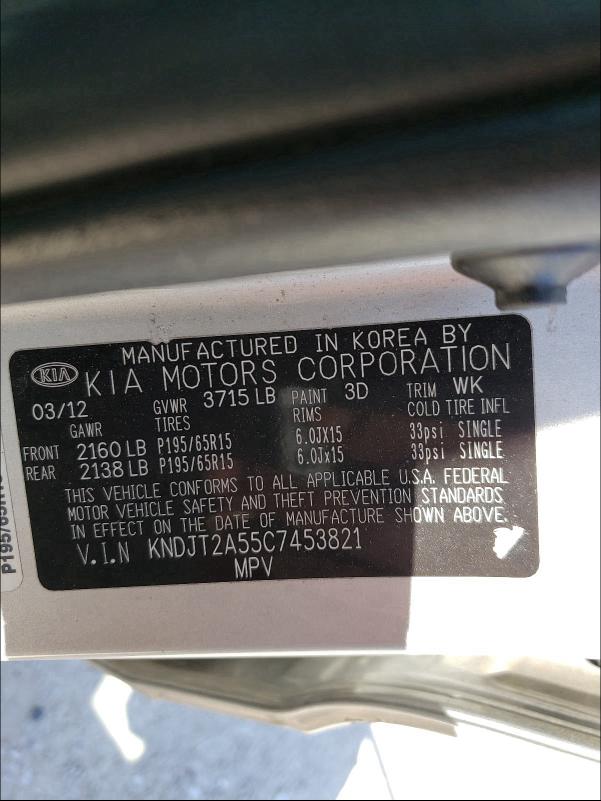 MANUFACTURED IN KOREA BY
KIA KIA MOTORS CORPORATION
03/12 GVWR 3715 LB PAINT 3D TRIM WK
GAWR TIRES RIMS COLD TIRE INFL
FRONT 2160 LB P195/65R15 6.0JX15 33psi SINGLE
REAR 2138 LB P195/65R15 6.0Jx15 33psi SINGLE
THIS VEHICLE CONFORMS TO ALL APPLICABLE U.S.A. FEDERAL
MOTOR VEHICLE SAFETY AND THEFT PREVENTION STANDARDS
IN EFFECT ON THE DATE OF MANUFACTURE SHOWN ABOVE.
V.I.N KNDJT2A55C7453821
MPV
P195/65R15